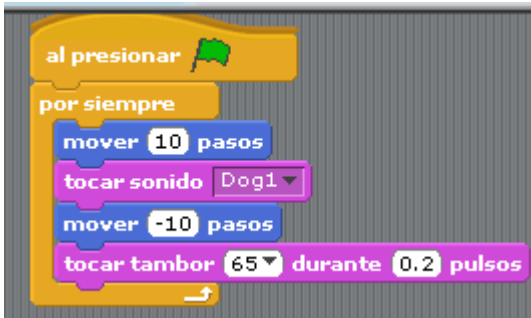 al presionar
por siempre
mover 10 pasos
tocar sonido Dog1
mover -10 pasos
tocar tambor 65 durante 0.2 pulsos